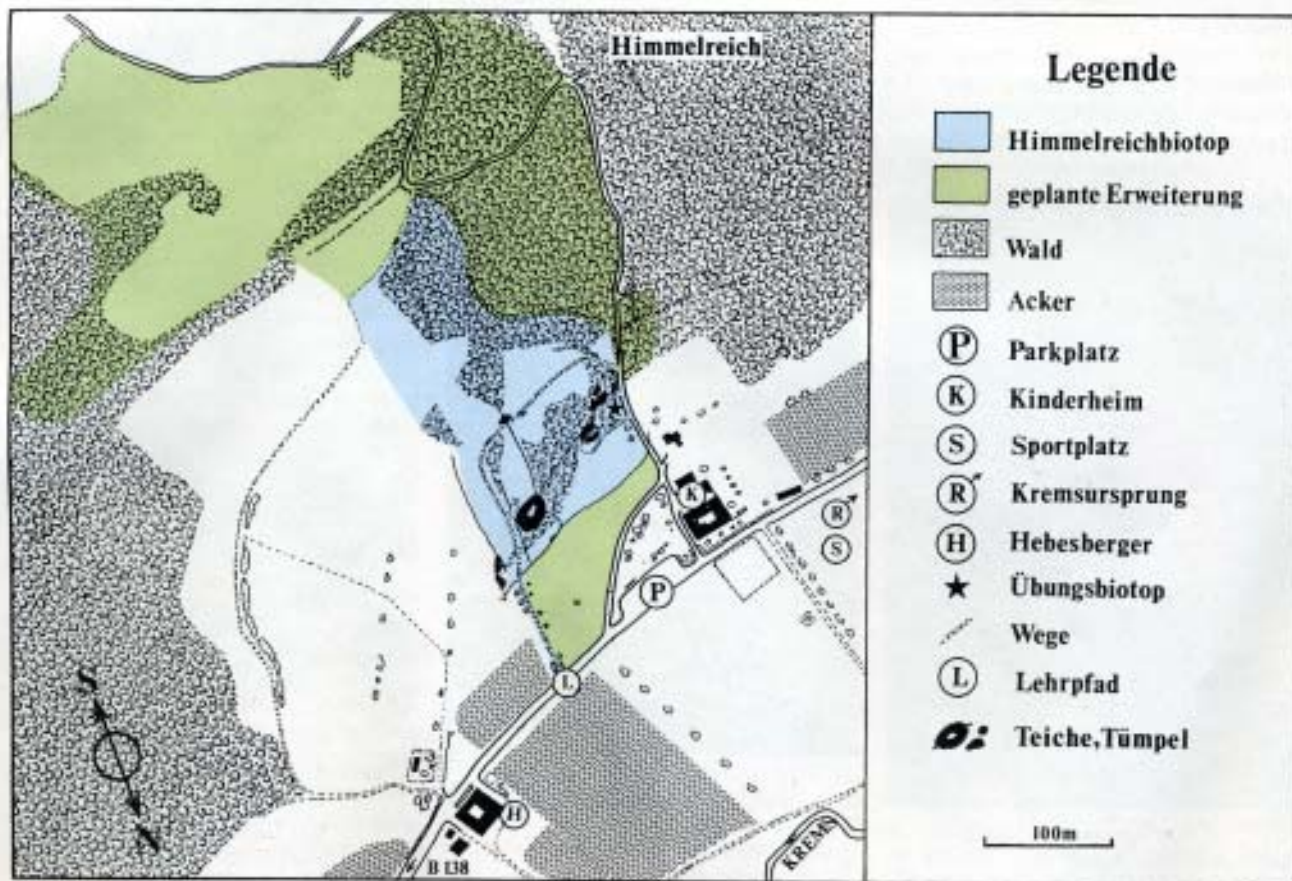 Himmelreich
K
R
S
P
L
S
N
H
B 138
KREMS
Legende
Himmelreichbiotop
geplante Erweiterung
Wald
Acker
P Parkplatz
K Kinderheim
S Sportplatz
R Kremsursprung
H Hebesberger
Übungsbiotop
Wege
L Lehrpfad
Teiche,Tümpel
100m